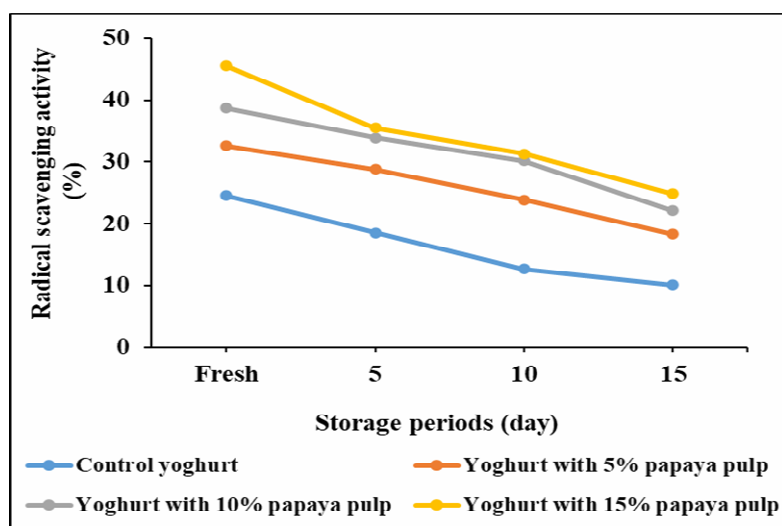 Radical scavenging activity
(%)
50
40
30
20
10
0
Fresh 5 10 15
Storage periods (day)
Control yoghurt Yoghurt with 5% papaya pulp
Yoghurt with 10% papaya pulp Yoghurt with 15% papaya pulp